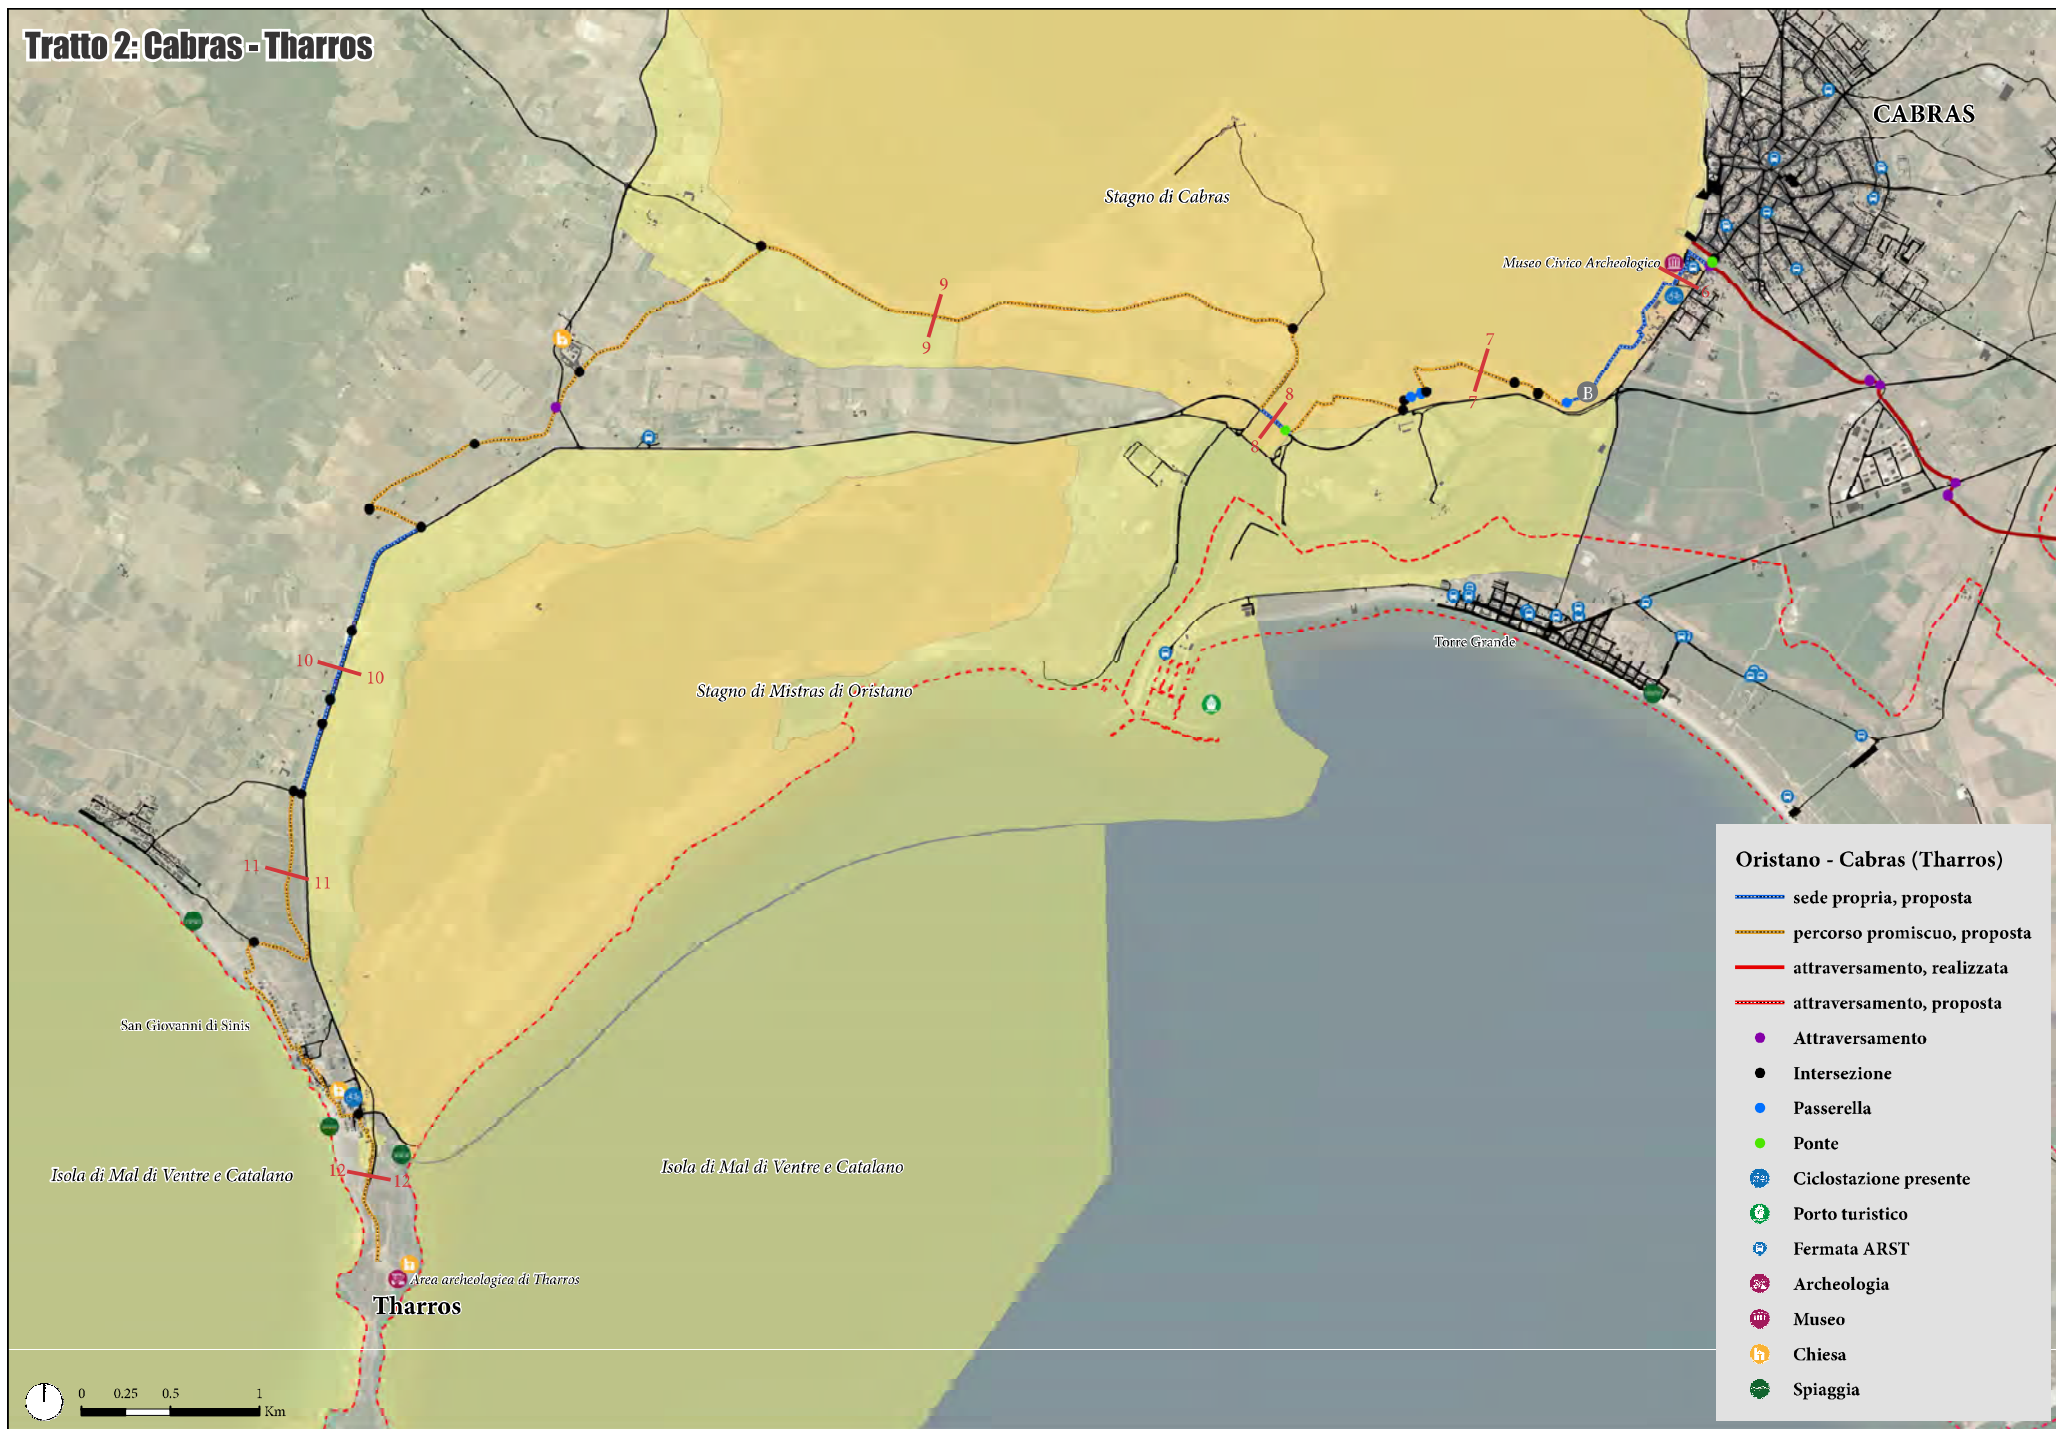 Tratto 2: Cabras - Tharros
CABRAS
Stagno di Cabras
Museo Civico Archeologico
6
9
9
7
7
B
8
8
Torre Grande
10
10
Stagno di Mistras di Oristano
11
11
San Giovanni di Sinis
12
12
Isola di Mal di Ventre e Catalano
Isola di Mal di Ventre e Catalano
Area archeologica di Tharros
Tharros
0 0.25 0.5 1
Km
Oristano - Cabras (Tharros)
sede propria, proposta
percorso promiscuo, proposta
attraversamento, realizzata
attraversamento, proposta
Attraversamento
Intersezione
Passerella
Ponte
Ciclostazione presente
Porto turistico
Fermata ARST
Archeologia
Museo
Chiesa
Spiaggia